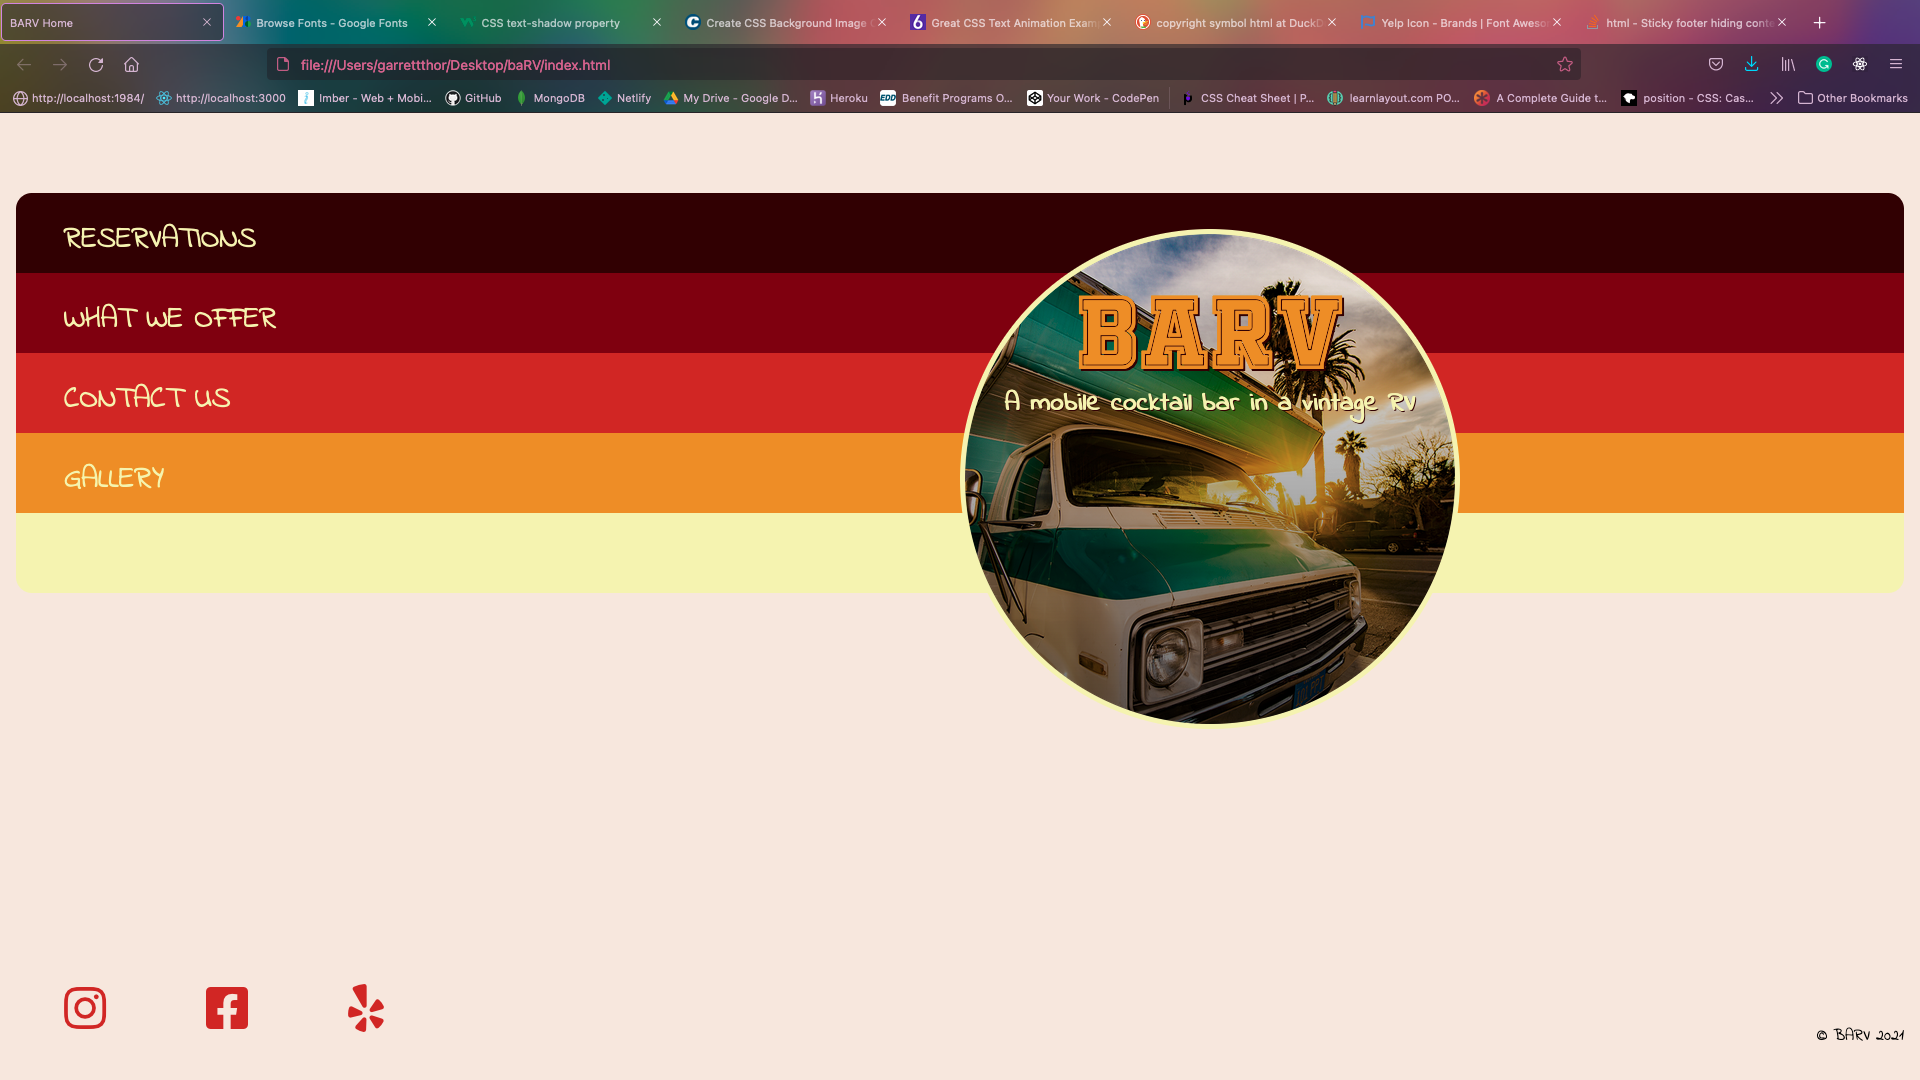 BARV Home
Browse Fonts - Google Fonts
CSS text-shadow property
Create CSS Background Image
Great CSS Text Animation Exam
copyright symbol html at DuckD
Yelp Icon - Brands | Font Aweso
html - Sticky footer hiding conte
file:///Users/garrettthor/Desktop/baRV/index.html
http://localhost:1984/
http://localhost:3000
Imber - Web + Mobi...
GitHub
MongoDB
Netlify
My Drive - Google D...
Heroku
EDD
Benefit Programs O...
Your Work - CodePen
CSS Cheat Sheet | P...
learnlayout.com PO...
A Complete Guide t...
position - CSS: Cas...
Other Bookmarks
RESERVATIONS
WHAT WE OFFER
CONTACT US
GALLERY
BARV
A mobile cocktail bar in a vintage RV
© BARV 2021